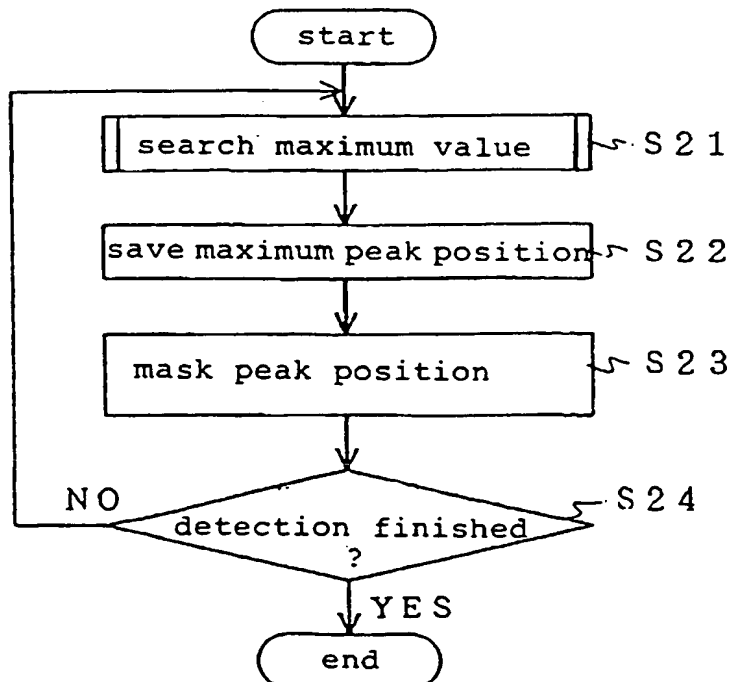 start
search maximum value
S21
save maximum peak position
S22
mask peak position
S23
NO
S24
detection finished
?
YES
end